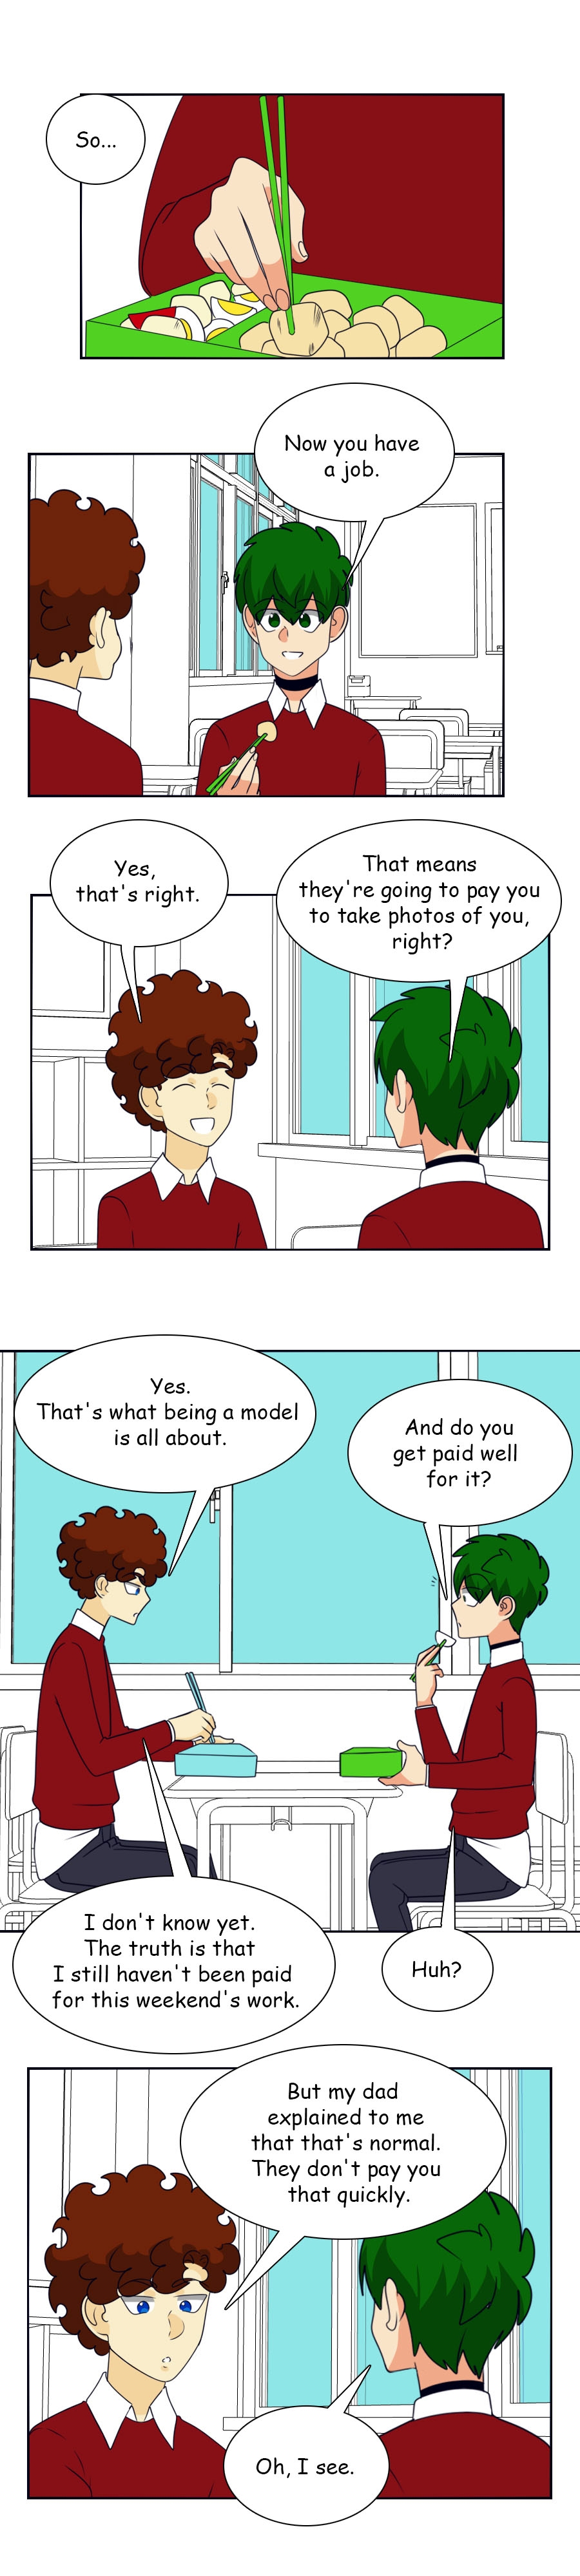 So...
Now you have
a job.
Yes,
that's right.
That means
they're going to pay you
to take photos of you,
right?
Yes.
That's what being a model
is all about.
And do you
get paid well
for it?
I don't know yet.
The truth is that
I still haven't been paid
for this weekend's work.
Huh?
But my dad
explained to me
that that's normal.
They don't pay you
that quickly.
Oh, I see.